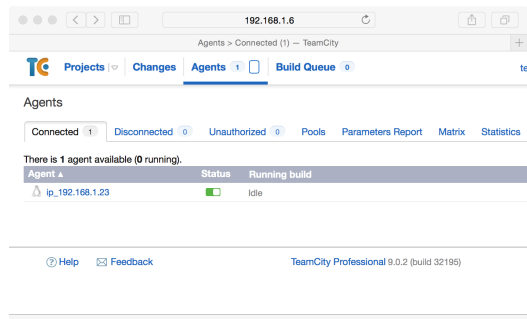 192.168.1.6
Agents > Connected (1) — TeamCity
TC Projects Changes Agents 1 Build Queue 0 te
Agents
Connected 1 Disconnected 0 Unauthorized 0 Pools Parameters Report Matrix Statistics
There is 1 agent available (0 running).
Agent Status Running build
ip_192.168.1.23 Idle
? Help Feedback TeamCity Professional 9.0.2 (build 32195)